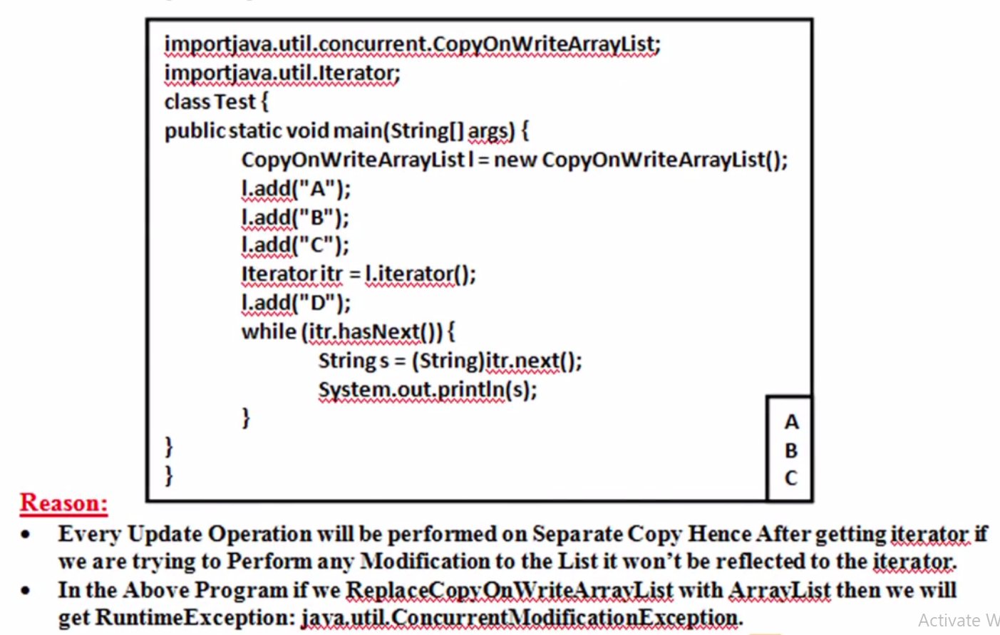 importjava.util.concurrent.CopyOnWriteArrayList;
importjava.util.Iterator;
class Test {
public static void main(String[] args) {
CopyOnWriteArrayList l = new CopyOnWriteArrayList();
l.add("A");
l.add("B");
l.add("C");
Iterator itr = l.iterator();
l.add("D");
while (itr.hasNext()) {
String s = (String)itr.next();
System.out.println(s);
}
}
}
A
B
C
Reason:
• Every Update Operation will be performed on Separate Copy Hence After getting iterator if
we are trying to Perform any Modification to the List it won't be reflected to the iterator.
• In the Above Program if we ReplaceCopyOnWriteArrayList with ArrayList then we will
get RuntimeException: java.util.ConcurrentModificationException.
Activate W